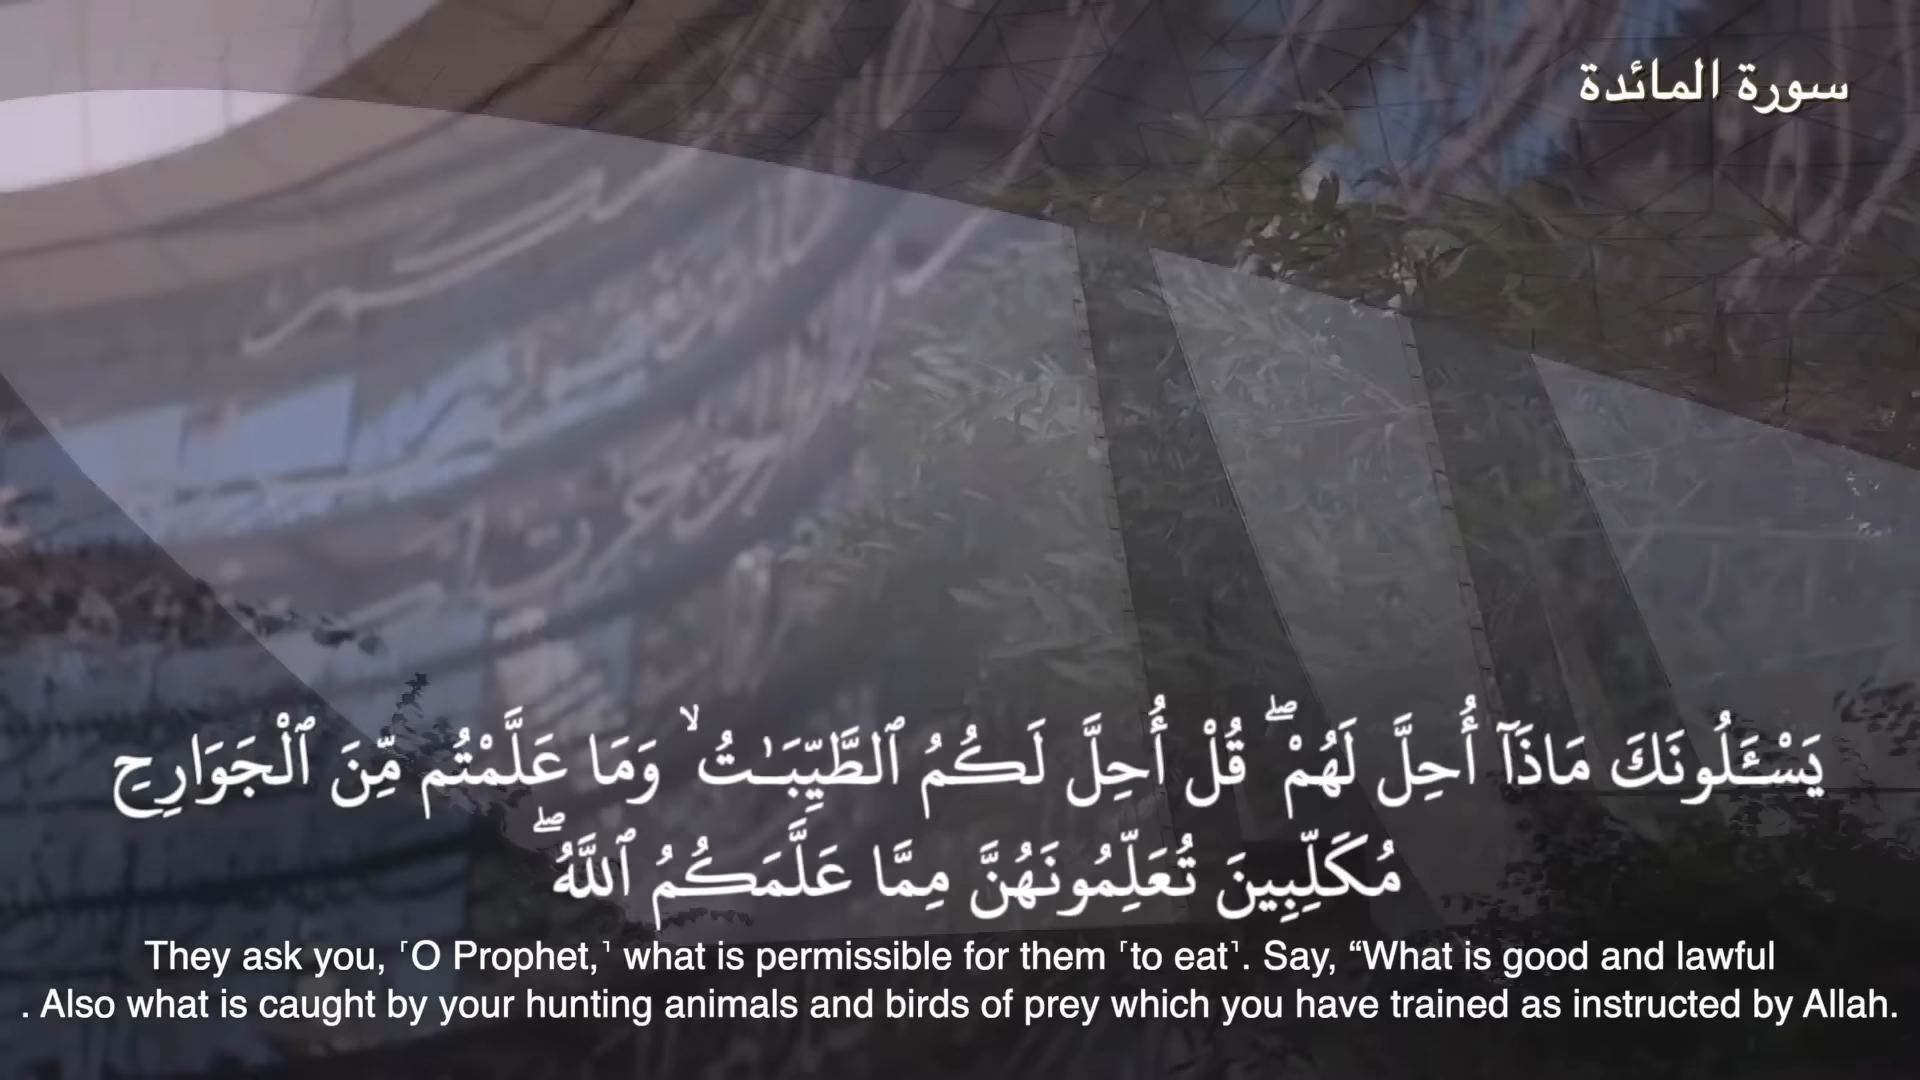 سورة المائدة
يَسْـَٔلُونَكَ مَاذَآ أُحِلَّ لَهُمْ ۖ قُلْ أُحِلَّ لَكُمُ ٱلطَّيِّبَـٰتُ ۙ وَمَا عَلَّمْتُم مِّنَ ٱلْجَوَارِحِ
مُكَلِّبِينَ تُعَلِّمُونَهُنَّ مِمَّا عَلَّمَكُمُ ٱللَّهُ ۖ
They ask you, ˹O Prophet,˺ what is permissible for them ˹to eat˺. Say, “What is good and lawful
. Also what is caught by your hunting animals and birds of prey which you have trained as instructed by Allah.